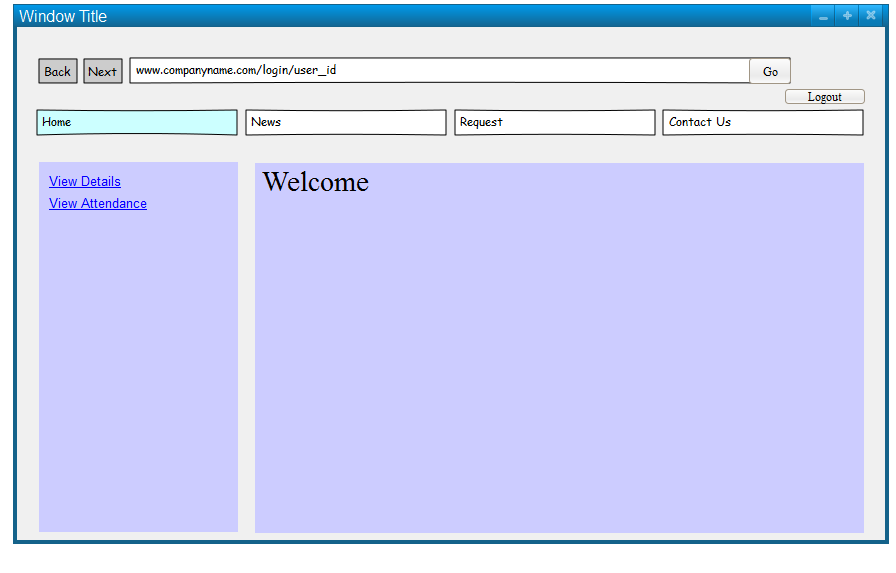 Window Title
Back Next www.companyname.com/login/user_id Go
Logout
Home News Request Contact Us
View Details
View Attendance
Welcome